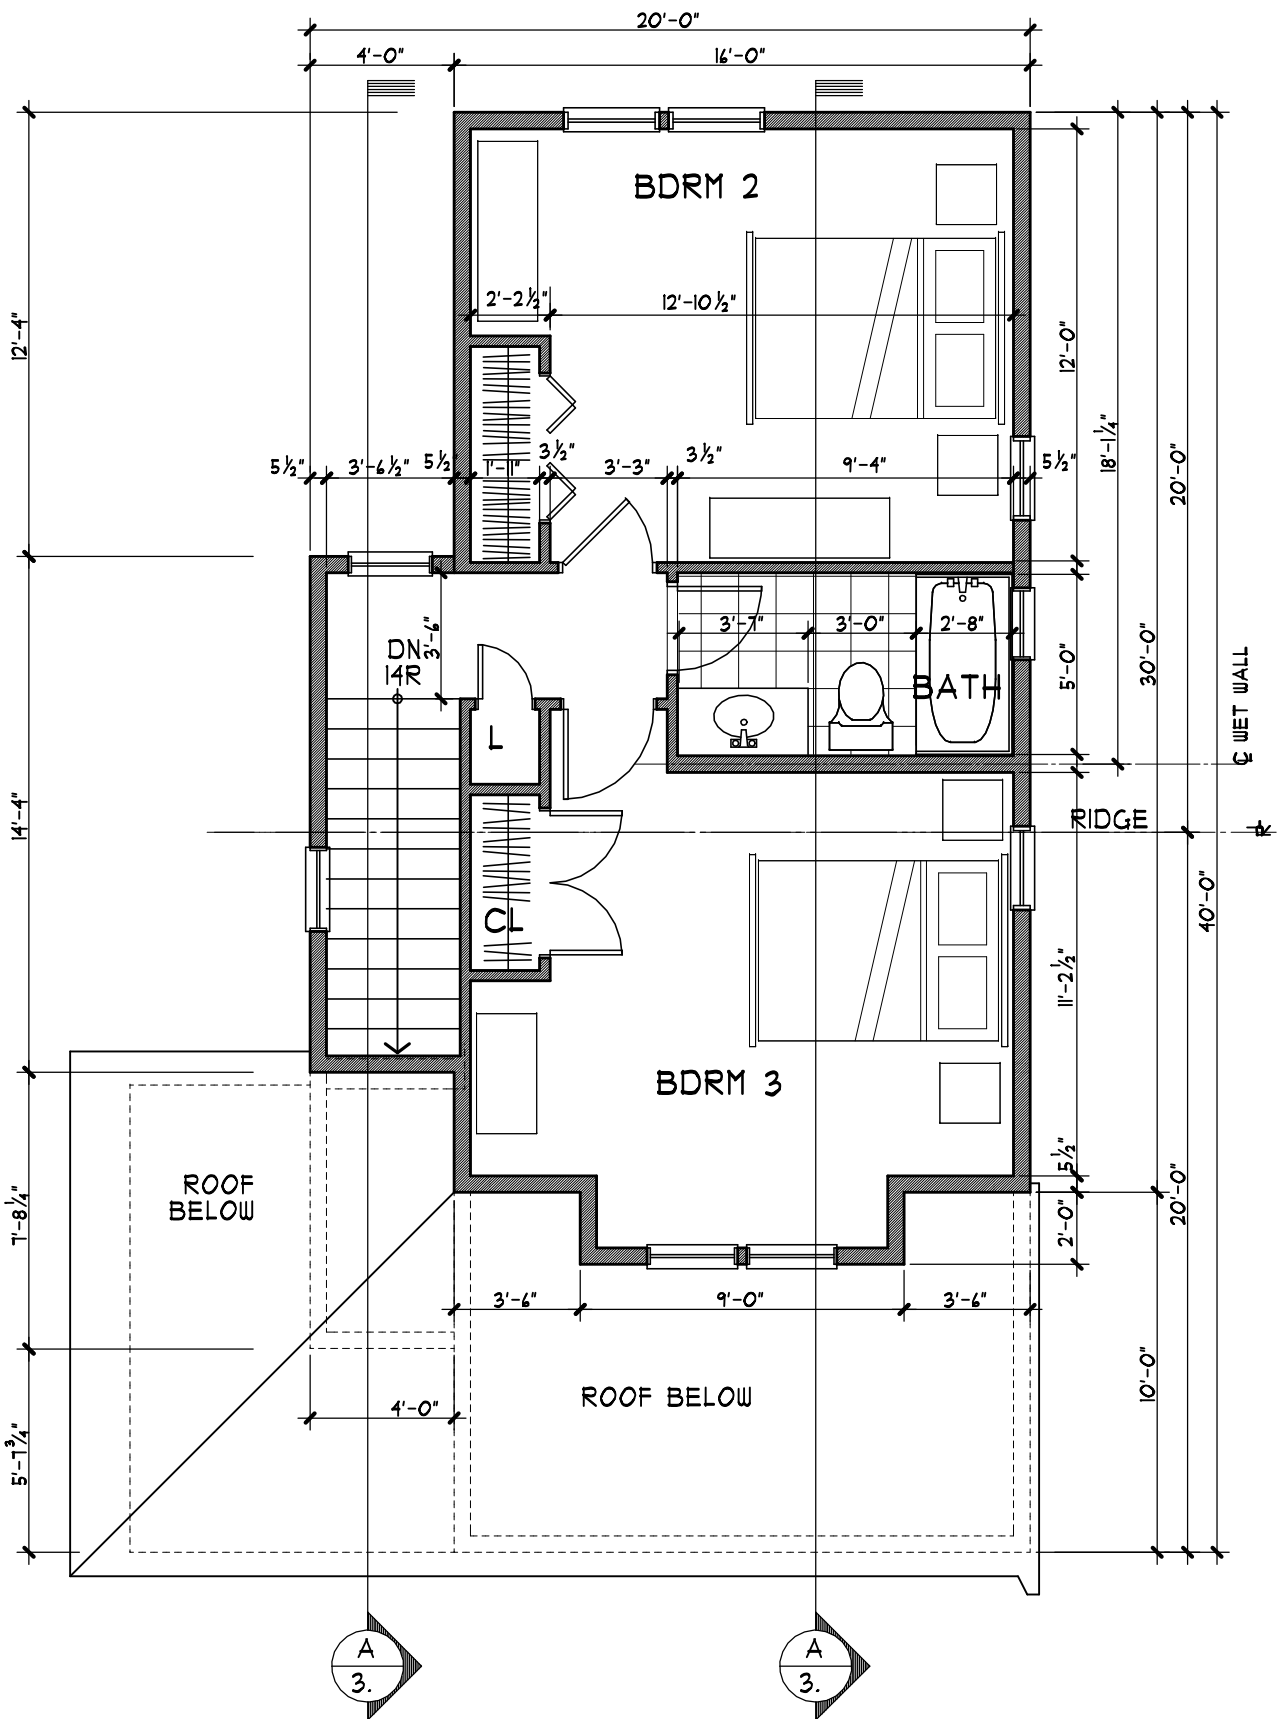 20'-0"
4'-0"
16'-0"
BDRM 2
2'-2½"
12'-10½"
12'-4"
12'-0"
18'-1¼"
20'-0"
5½"
3'-6½"
5½"
1'-1"
3½"
3'-3"
3½"
9'-4"
5½"
DN
14R
3'-6"
3'-7"
3'-0"
2'-8"
BATH
5'-0"
30'-0"
℄ WET WALL
L
14'-4"
RIDGE
40'-0"
CL
11'-2½"
BDRM 3
5½"
ROOF
BELOW
7'-8¼"
2'-0"
20'-0"
3'-6"
9'-0"
3'-6"
ROOF BELOW
10'-0"
4'-0"
5'-7¾"
A
3.
A
3.